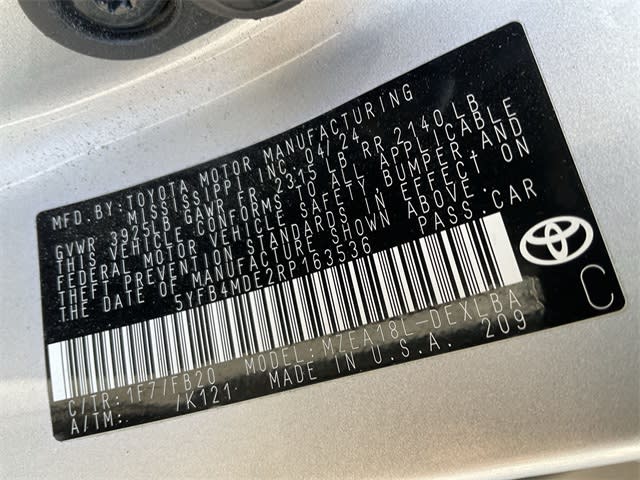 MFD. BY: TOYOTA MOTOR MANUFACTURING
MISSISSIPPI, INC. 04/24
GVWR 3925LB GAWR FR 2315 LB RR 2140 LB
THIS VEHICLE CONFORMS TO ALL APPLICABLE
FEDERAL MOTOR VEHICLE SAFETY, BUMPER, AND
THEFT PREVENTION STANDARDS IN EFFECT ON
THE DATE OF MANUFACTURE SHOWN ABOVE.
5YFB4MDE2RP163536 PASS. CAR
C/TR: 1F7/FB20 MODEL: MZEA18L-DEXLBA
A/TM: /K121 MADE IN U.S.A. 209
C